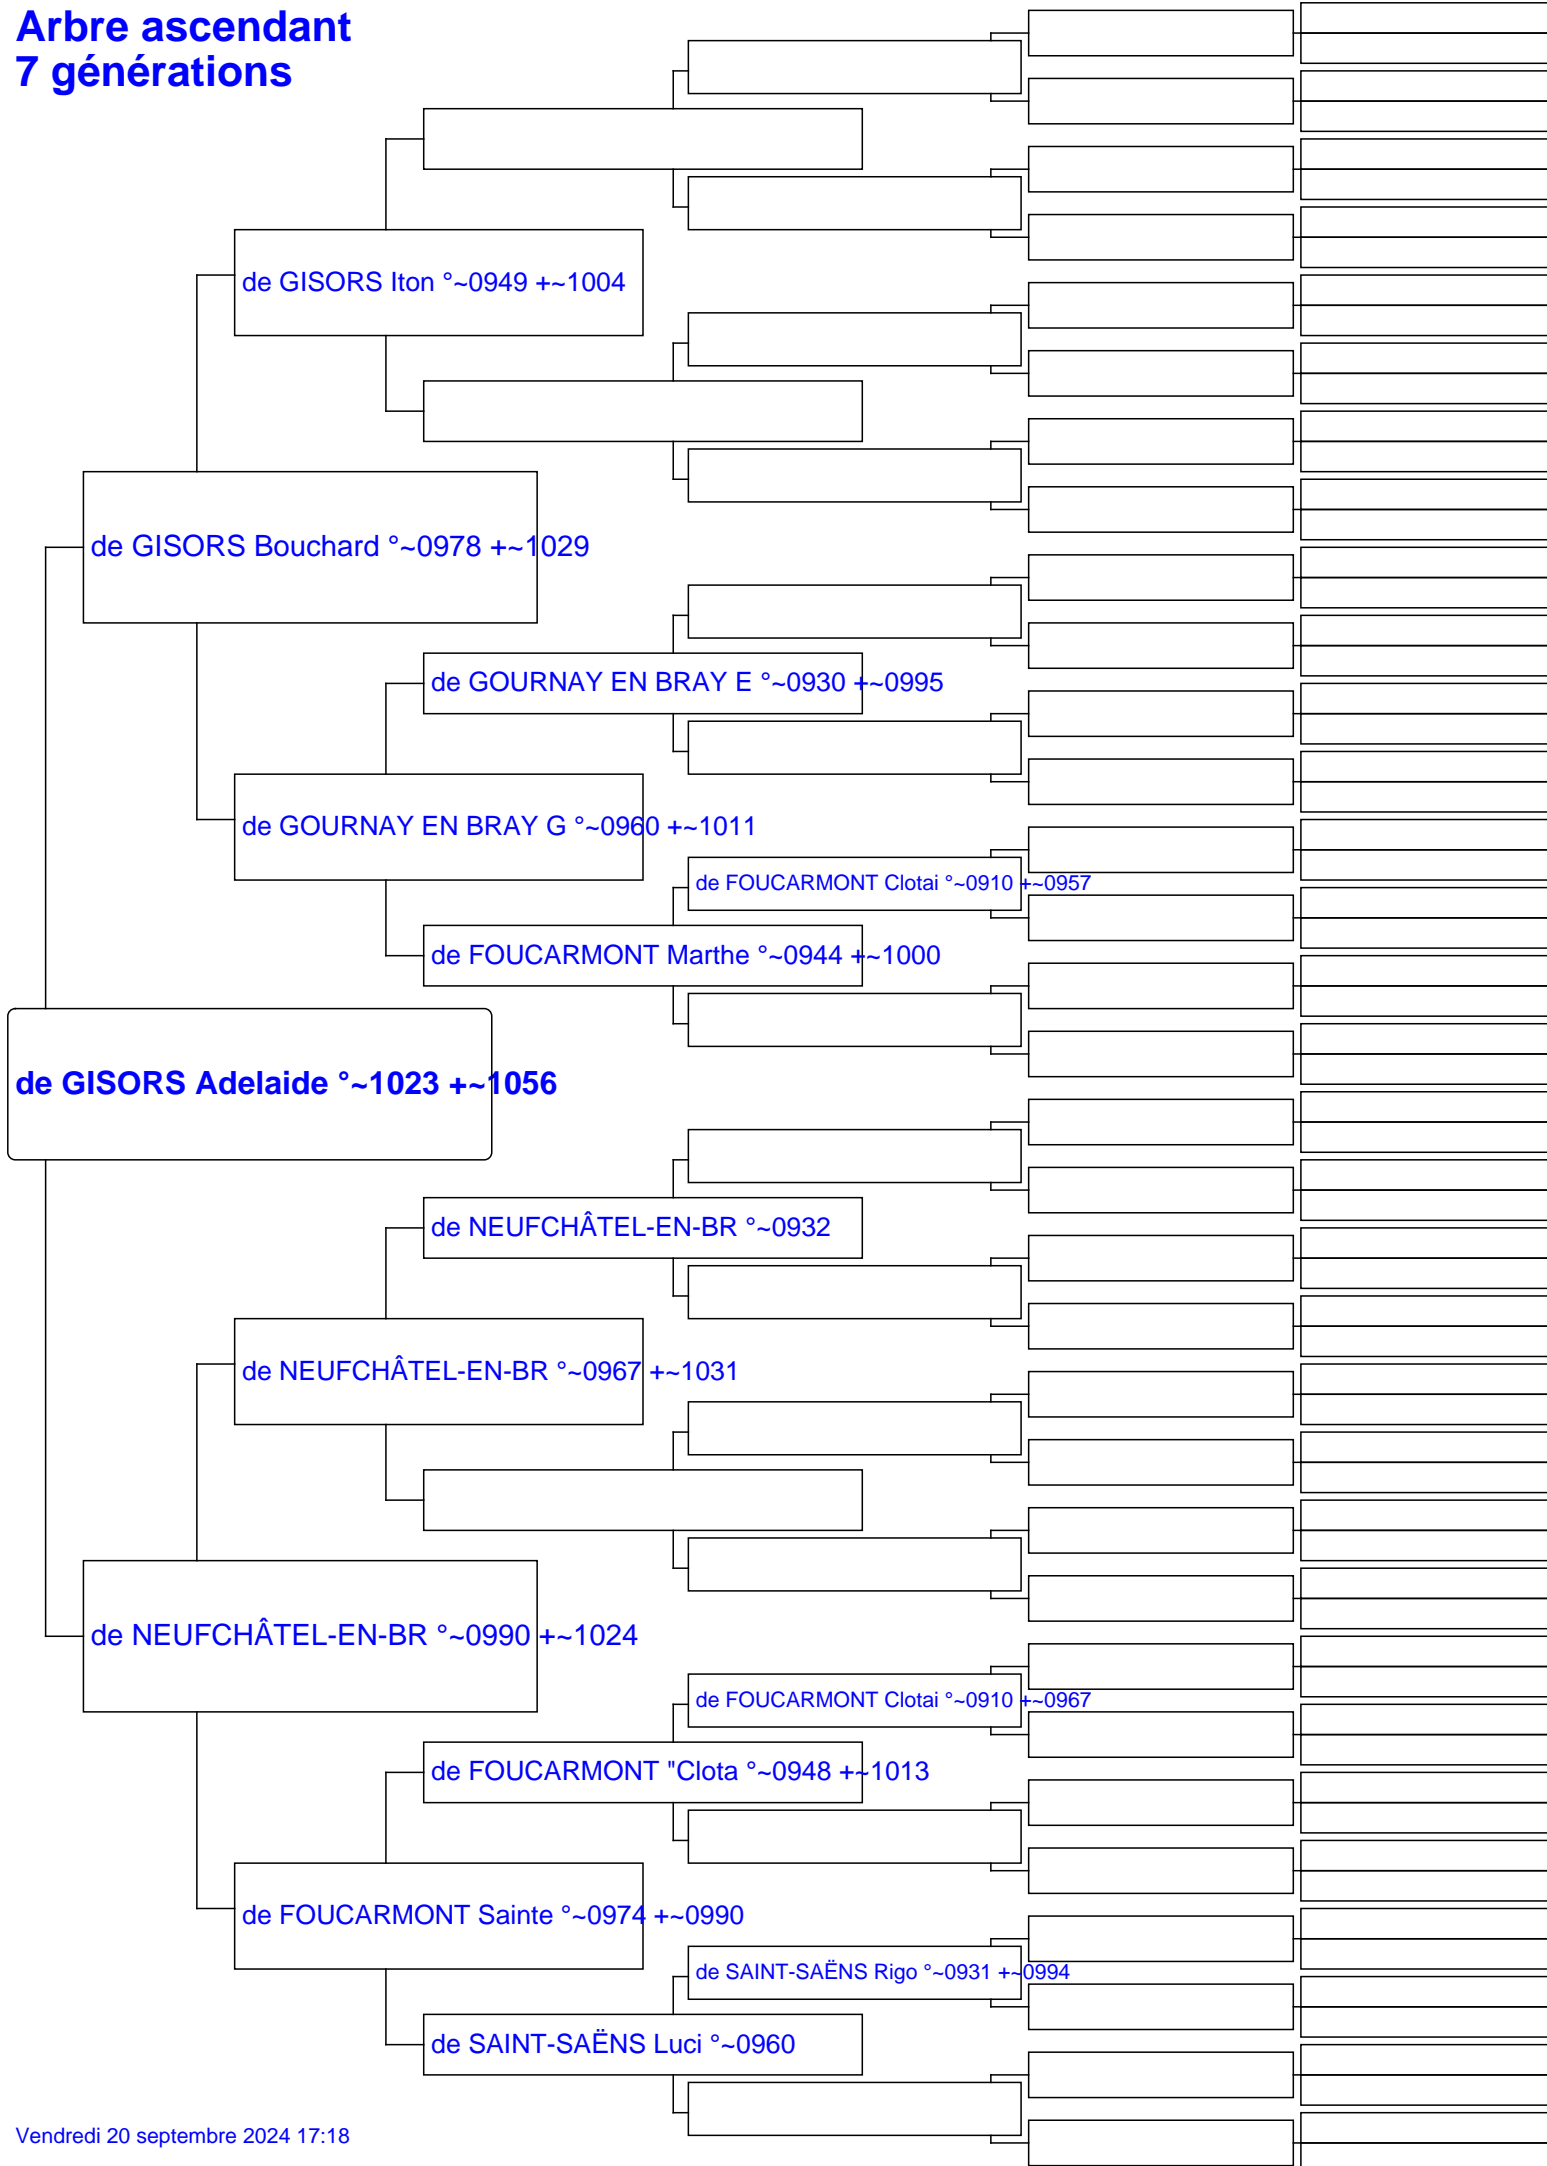 Arbre ascendant
7 générations
de GISORS Iton °~0949 +~1004
de GISORS Bouchard °~0978 +~1029
de GOURNAY EN BRAY E °~0930 +~0995
de GOURNAY EN BRAY G °~0960 +~1011
de FOUCARMONT Clotai °~0910 +~0957
de FOUCARMONT Marthe °~0944 +~1000
de GISORS Adelaide °~1023 +~1056
de NEUFCHÂTEL-EN-BR °~0932
de NEUFCHÂTEL-EN-BR °~0967 +~1031
de NEUFCHÂTEL-EN-BR °~0990 +~1024
de FOUCARMONT Clotai °~0910 +~0967
de FOUCARMONT "Clota °~0948 +~1013
de FOUCARMONT Sainte °~0974 +~0990
de SAINT-SAËNS Rigo °~0931 +~0994
de SAINT-SAËNS Luci °~0960
Vendredi 20 septembre 2024 17:18